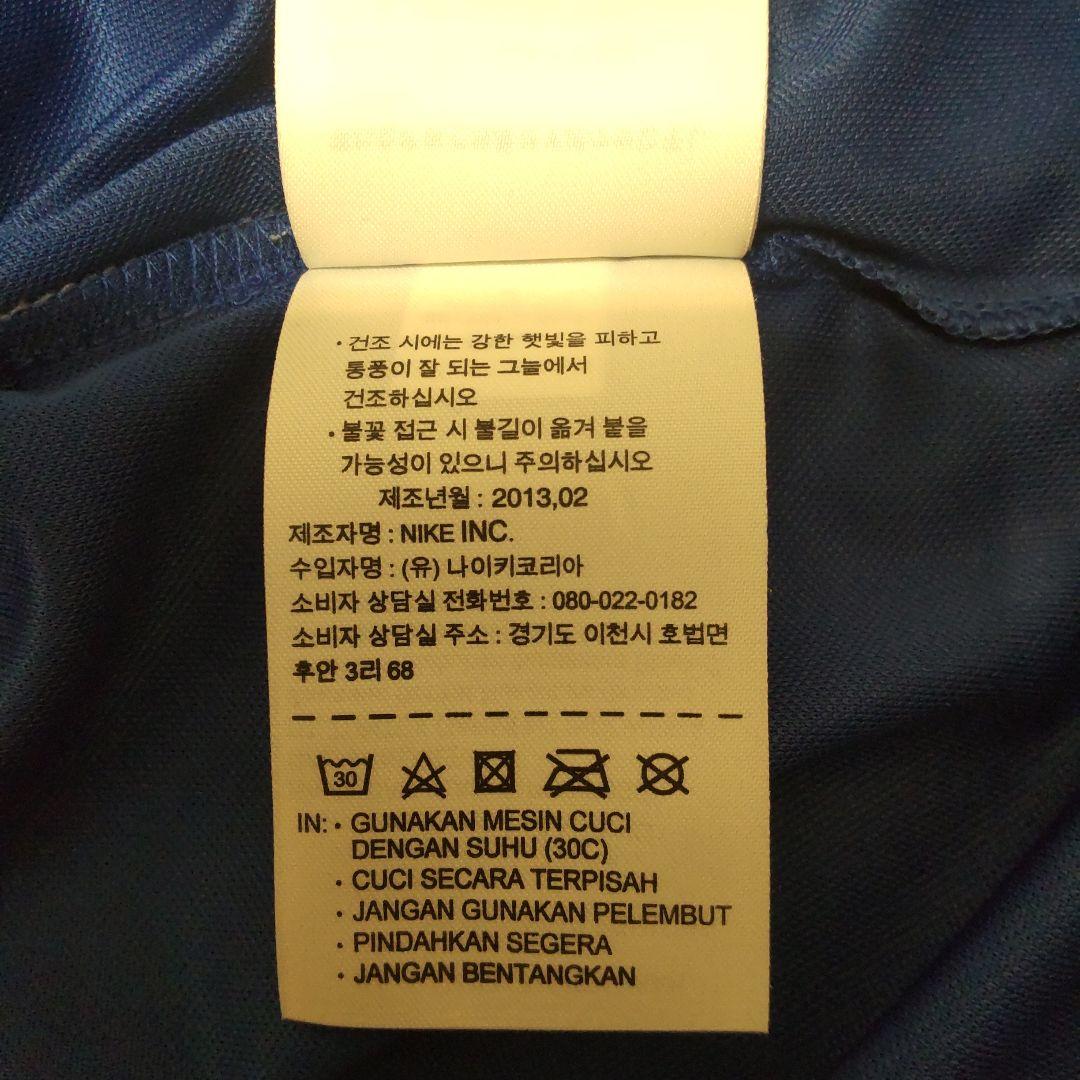 · 건조 시에는 강한 햇빛을 피하고
통풍이 잘 되는 그늘에서
건조하십시오
· 불꽃 접근 시 불길이 옮겨 붙을
가능성이 있으니 주의하십시오
제조년월 : 2013,02
제조자명 : NIKE INC.
수입자명 : (유) 나이키코리아
소비자 상담실 전화번호 : 080-022-0182
소비자 상담실 주소 : 경기도 이천시 호법면
후안 3리 68
30
IN: · GUNAKAN MESIN CUCI
DENGAN SUHU (30C)
· CUCI SECARA TERPISAH
· JANGAN GUNAKAN PELEMBUT
· PINDAHKAN SEGERA
· JANGAN BENTANGKAN